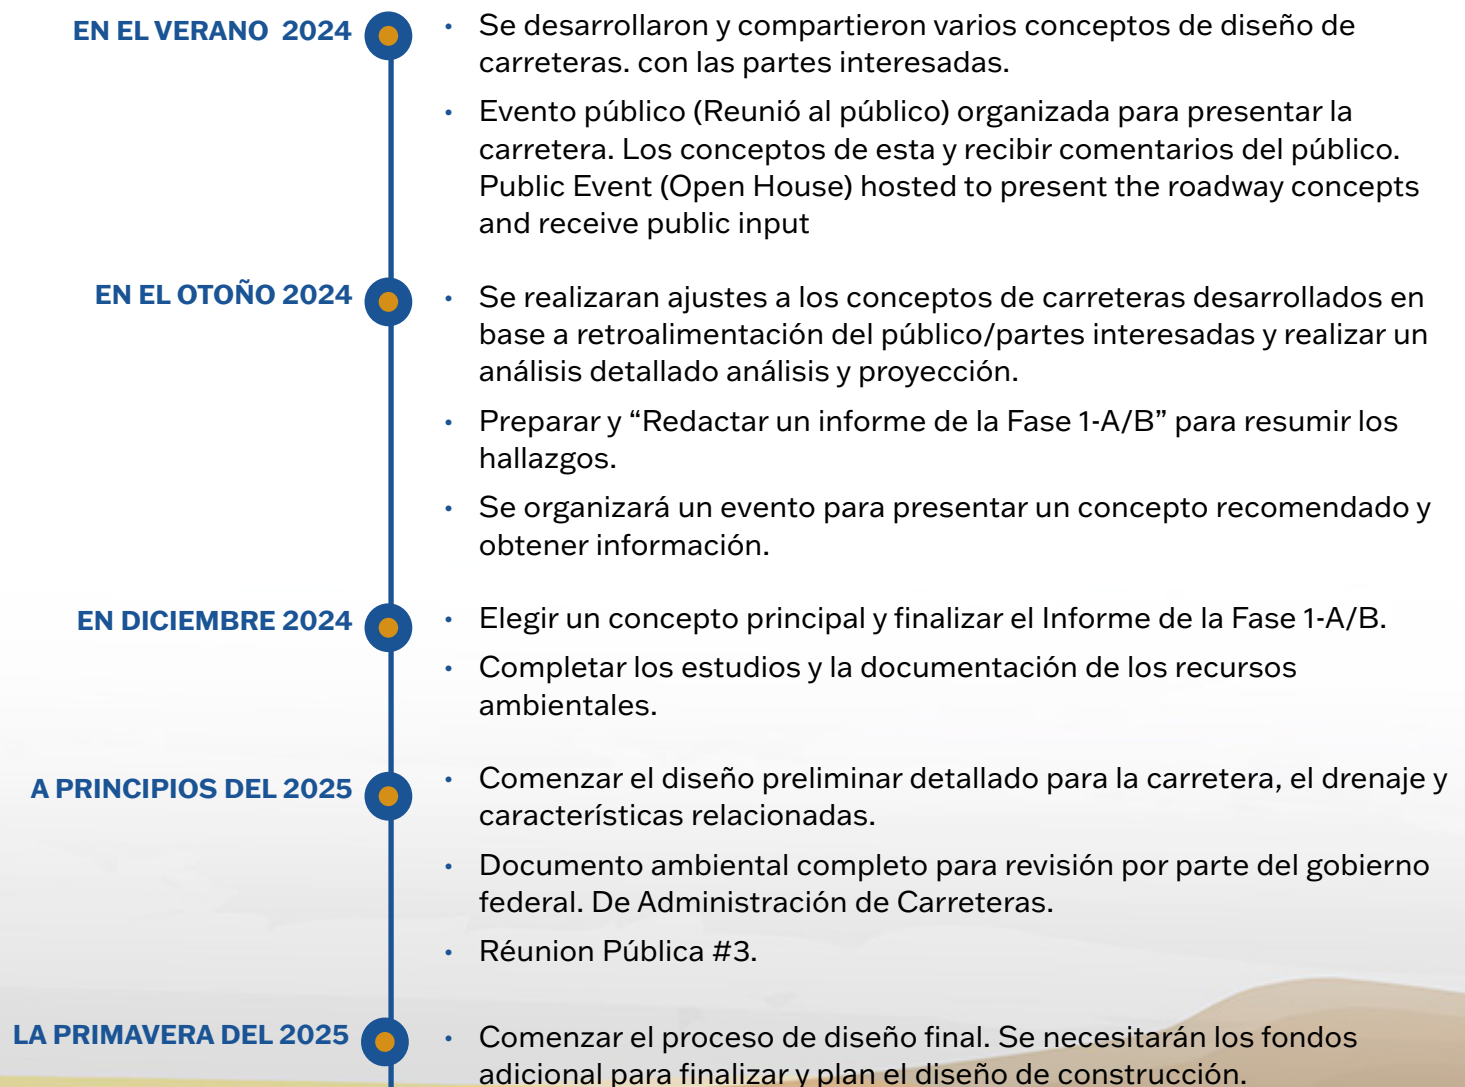 EN EL VERANO 2024
• Se desarrollaron y compartieron varios conceptos de diseño de
carreteras. con las partes interesadas.
• Evento público (Reunió al público) organizada para presentar la
carretera. Los conceptos de esta y recibir comentarios del público.
Public Event (Open House) hosted to present the roadway concepts
and receive public input
EN EL OTOÑO 2024
• Se realizaran ajustes a los conceptos de carreteras desarrollados en
base a retroalimentación del público/partes interesadas y realizar un
análisis detallado análisis y proyección.
• Preparar y “Redactar un informe de la Fase 1-A/B” para resumir los
hallazgos.
• Se organizará un evento para presentar un concepto recomendado y
obtener información.
EN DICIEMBRE 2024
• Elegir un concepto principal y finalizar el Informe de la Fase 1-A/B.
• Completar los estudios y la documentación de los recursos
ambientales.
A PRINCIPIOS DEL 2025
• Comenzar el diseño preliminar detallado para la carretera, el drenaje y
características relacionadas.
• Documento ambiental completo para revisión por parte del gobierno
federal. De Administración de Carreteras.
• Réunion Pública #3.
LA PRIMAVERA DEL 2025
• Comenzar el proceso de diseño final. Se necesitarán los fondos
adicional para finalizar y plan el diseño de construcción.